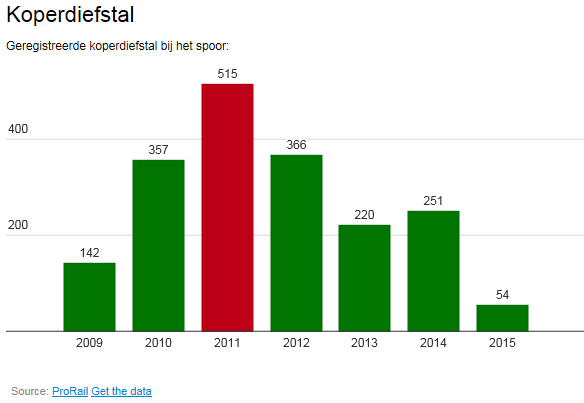 Koperdiefstal
Geregistreerde koperdiefstal bij het spoor:
515
400
366
357
251
220
200
142
54
2009 2010 2011 2012 2013 2014 2015
Source: ProRail Get the data